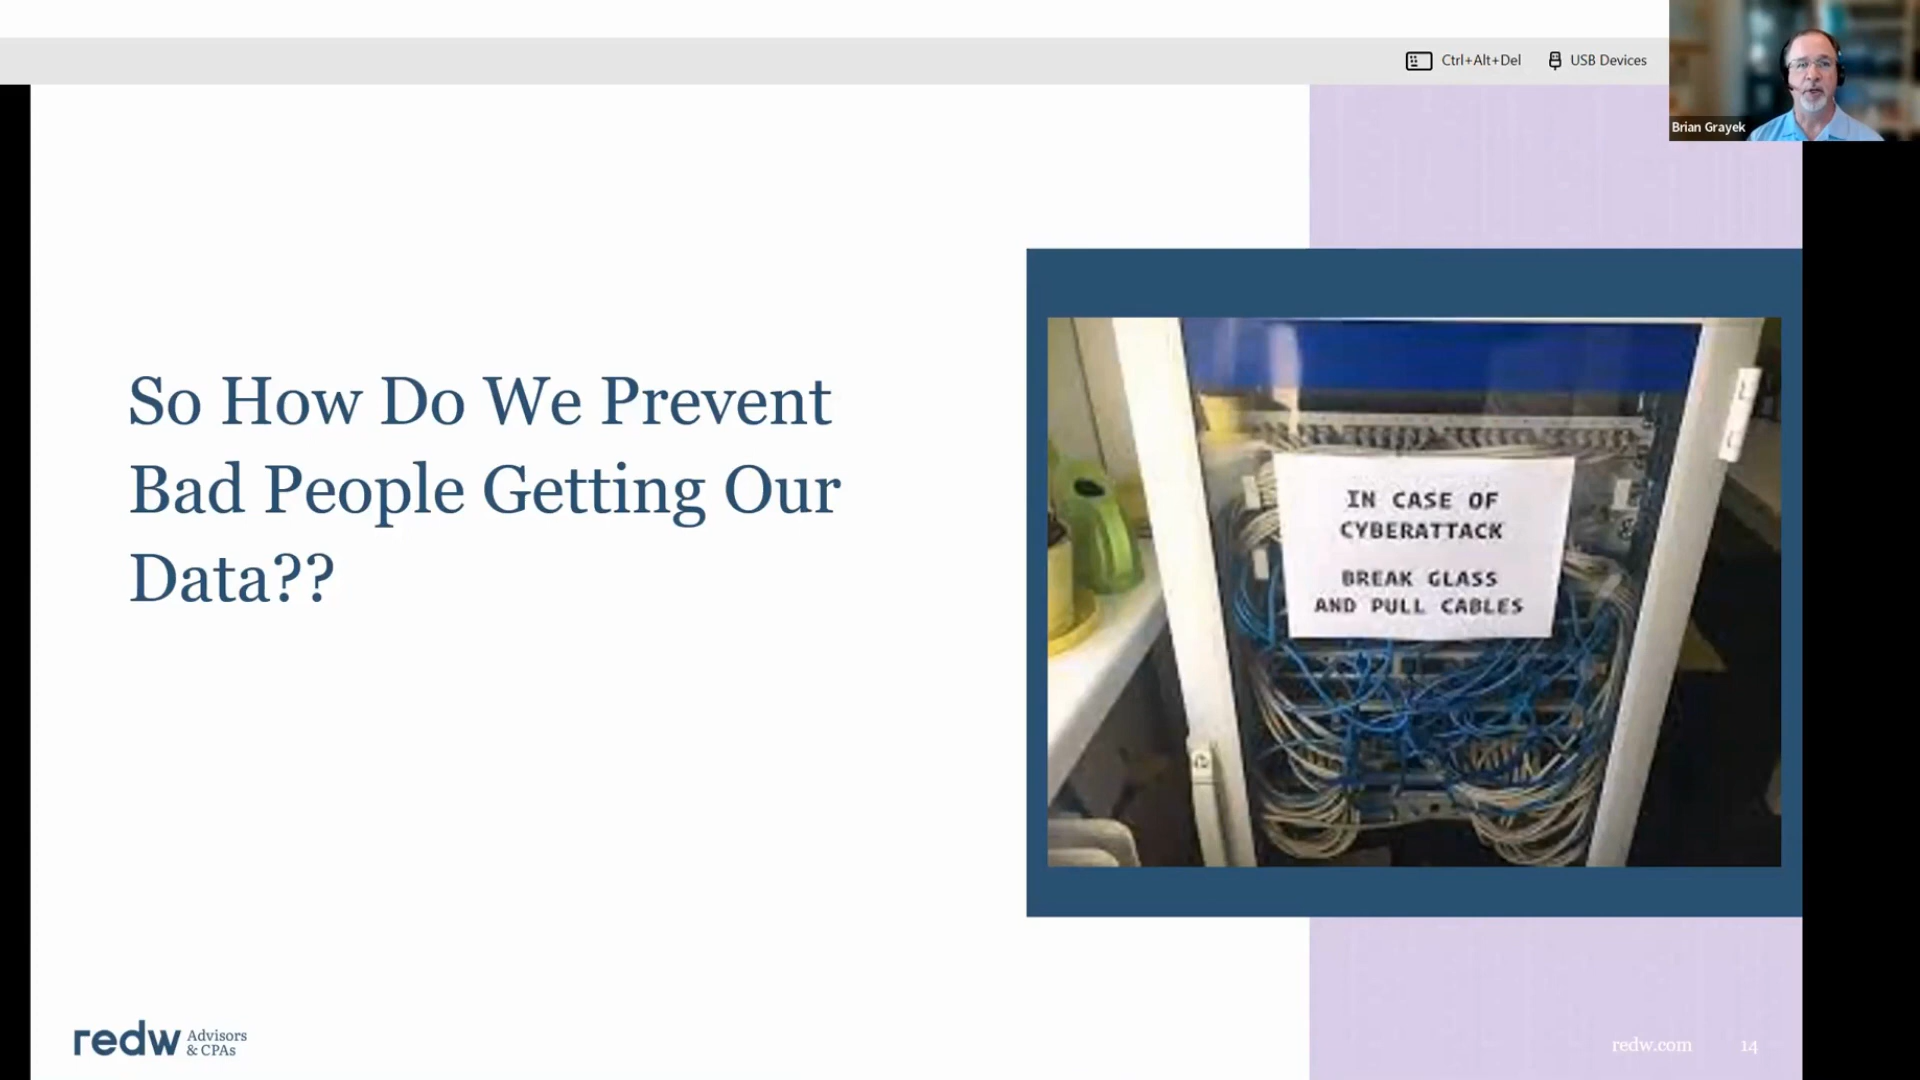 Ctrl+Alt+Del
USB Devices
Brian Grayek
So How Do We Prevent
Bad People Getting Our
Data??
IN CASE OF
CYBERATTACK
BREAK GLASS
AND PULL CABLES
redw Advisors
& CPAs
redw.com
14